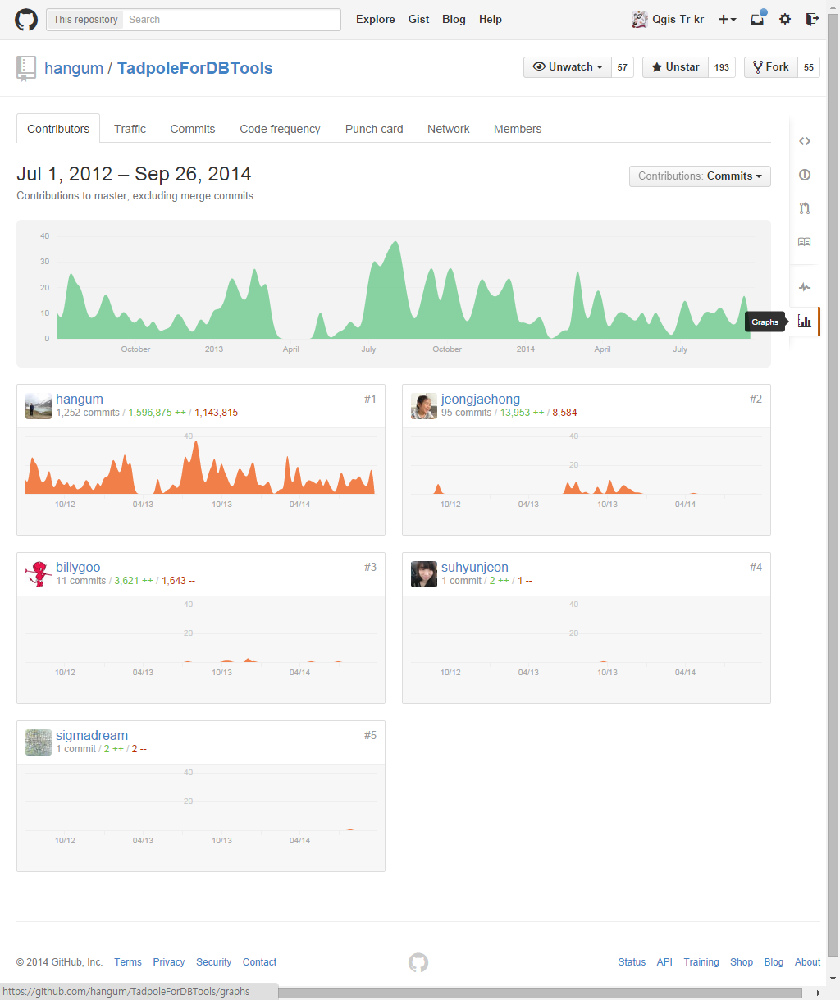 This repository Search Explore Gist Blog Help Qgis-Tr-kr
hangum / TadpoleForDBTools Unwatch 57 Unstar 193 Fork 55
Contributors Traffic Commits Code frequency Punch card Network Members
Jul 1, 2012 – Sep 26, 2014
Contributions: Commits
Contributions to master, excluding merge commits
40
30
20
10
0
October 2013 April July October 2014 April July
Graphs
hangum #1
1,252 commits / 1,596,875 ++ / 1,143,815 --
40
10/12 04/13 10/13 04/14
jeongjaehong #2
95 commits / 13,953 ++ / 8,584 --
40
20
10/12 04/13 10/13 04/14
billygoo #3
11 commits / 3,621 ++ / 1,643 --
40
20
10/12 04/13 10/13 04/14
suhyunjeon #4
1 commit / 2 ++ / 1 --
40
20
10/12 04/13 10/13 04/14
sigmadream #5
1 commit / 2 ++ / 2 --
40
20
10/12 04/13 10/13 04/14
© 2014 GitHub, Inc. Terms Privacy Security Contact Status API Training Shop Blog About
https://github.com/hangum/TadpoleForDBTools/graphs